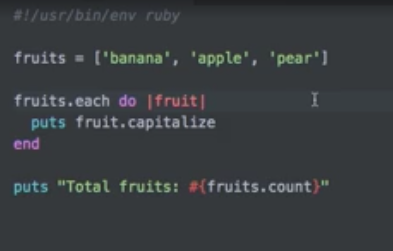 #!/usr/bin/env ruby
fruits = ['banana', 'apple', 'pear']
fruits.each do |fruit|
  puts fruit.capitalize
end
puts "Total fruits: #{fruits.count}"